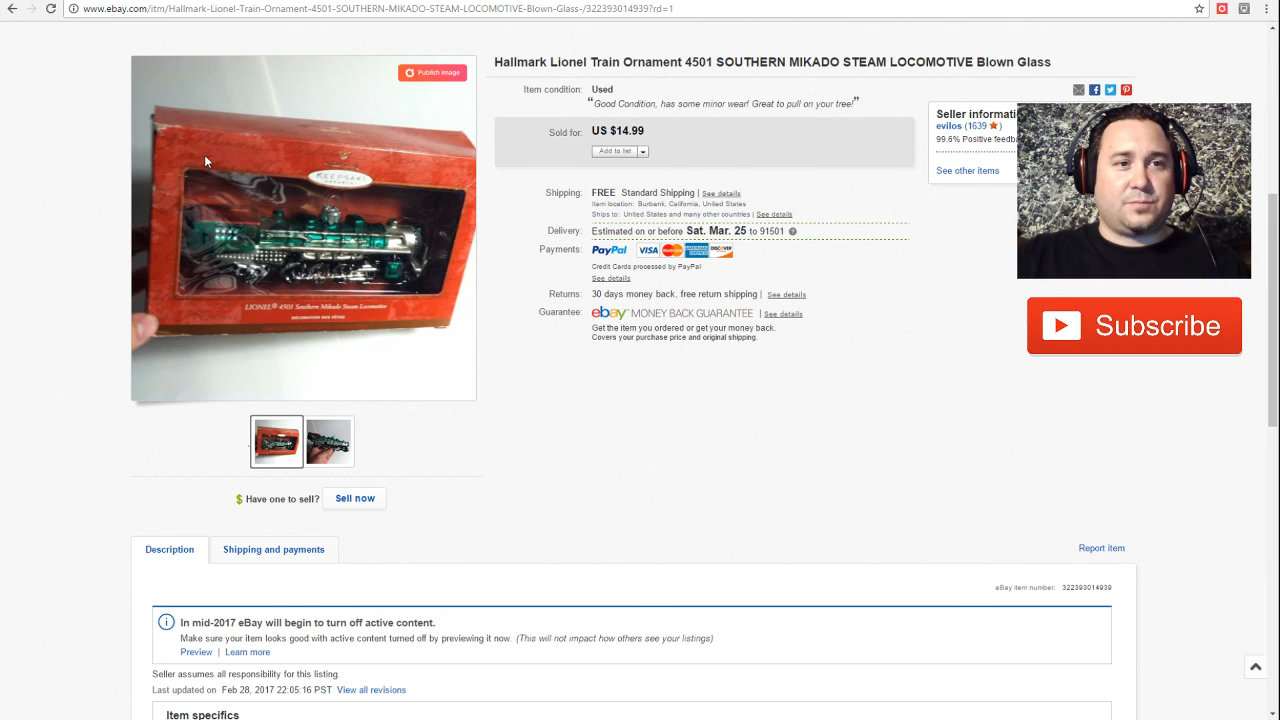 www.ebay.com/itm/Hallmark-Lionel-Train-Ornament-4501-SOUTHERN-MIKADO-STEAM-LOCOMOTIVE-Blown-Glass-/322393014939?rd=1
Publish Image
KEEPSAKE
LIONEL® 4501 Southern Mikado Steam Locomotive
DÉCORATION DES FÊTES
Hallmark Lionel Train Ornament 4501 SOUTHERN MIKADO STEAM LOCOMOTIVE Blown Glass
Item condition: Used
“Good Condition, has some minor wear! Great to pull on your tree!”
Sold for: US $14.99
Add to list
Shipping: FREE Standard Shipping | See details
Item location: Burbank, California, United States
Ships to: United States and many other countries | See details
Delivery: Estimated on or before Sat. Mar. 25 to 91501
Payments: PayPal VISA MasterCard AMERICAN EXPRESS DISCOVER
Credit Cards processed by PayPal
See details
Returns: 30 days money back, free return shipping | See details
Guarantee: ebay™ MONEY BACK GUARANTEE | See details
Get the item you ordered or get your money back.
Covers your purchase price and original shipping.
Seller informati
evilos (1639 )
99.6% Positive feedb
See other items
Subscribe
$ Have one to sell? Sell now
Description
Shipping and payments
Report item
eBay item number: 322393014939
In mid-2017 eBay will begin to turn off active content.
Make sure your item looks good with active content turned off by previewing it now. (This will not impact how others see your listings)
Preview | Learn more
Seller assumes all responsibility for this listing.
Last updated on Feb 28, 2017 22:05:16 PST View all revisions
Item specifics